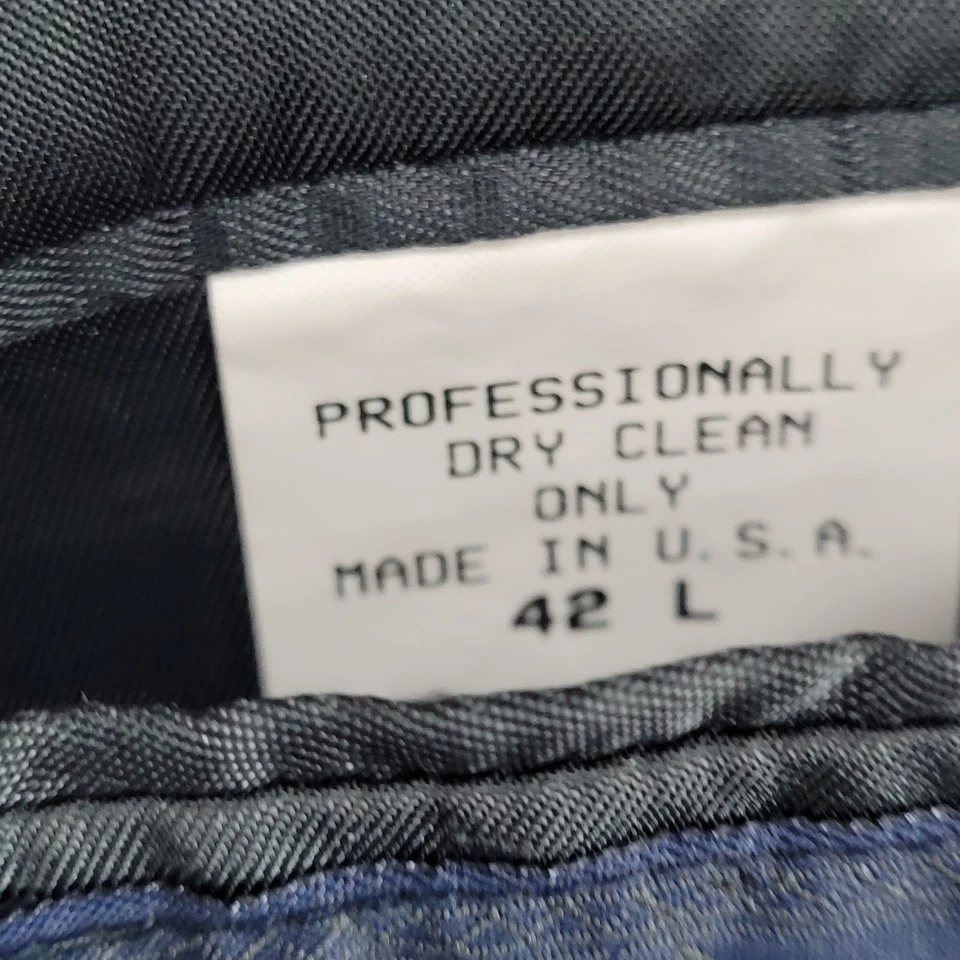 PROFESSIONALLY
DRY CLEAN
ONLY
MADE IN U.S.A.
42 L